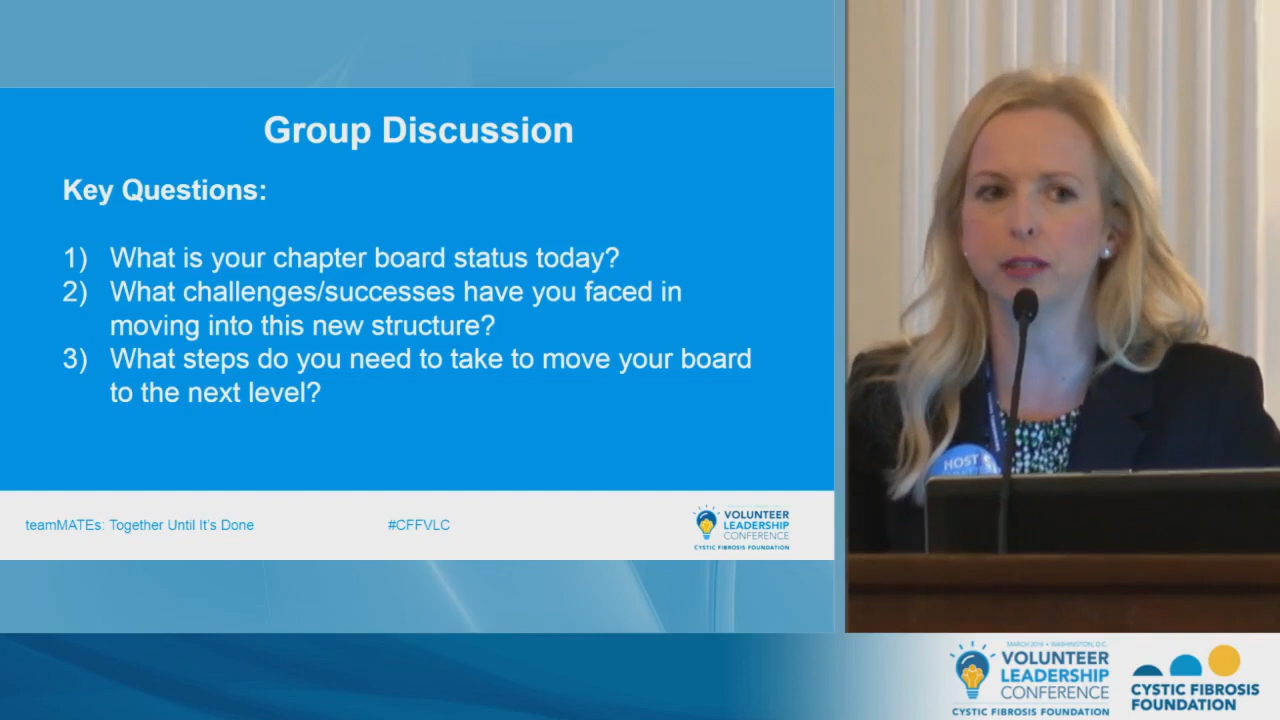 Group Discussion
Key Questions:
1) What is your chapter board status today?
2) What challenges/successes have you faced in
moving into this new structure?
3) What steps do you need to take to move your board
to the next level?
teamMATEs: Together Until It's Done
#CFFVLC
VOLUNTEER
LEADERSHIP
CONFERENCE
CYSTIC FIBROSIS FOUNDATION
HOST
MARCH 2016 • WASHINGTON, D.C.
VOLUNTEER
LEADERSHIP
CONFERENCE
CYSTIC FIBROSIS FOUNDATION
CYSTIC FIBROSIS
FOUNDATION